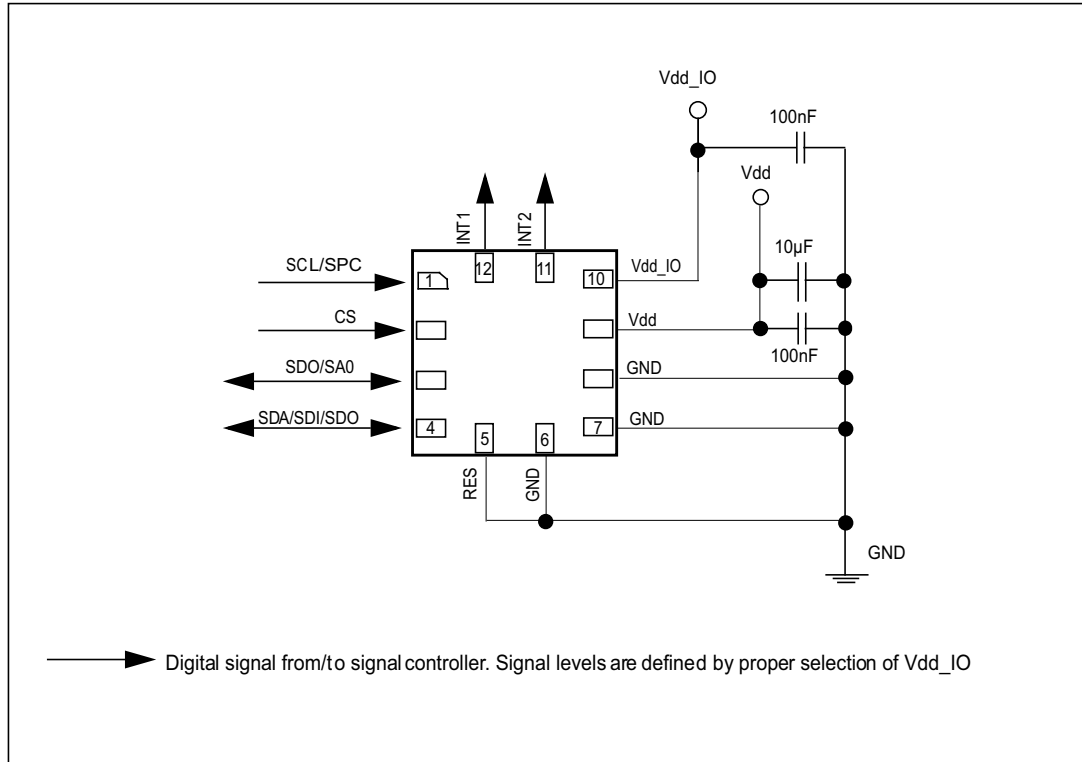 Vdd_IO
100nF
Vdd
INT1
INT2
10µF
SCL/SPC
1
12
11
10
Vdd_IO
CS
Vdd
100nF
SDO/SA0
GND
SDA/SDI/SDO
4
5
6
7
GND
RES
GND
GND
Digital signal from/to signal controller. Signal levels are defined by proper selection of Vdd_IO